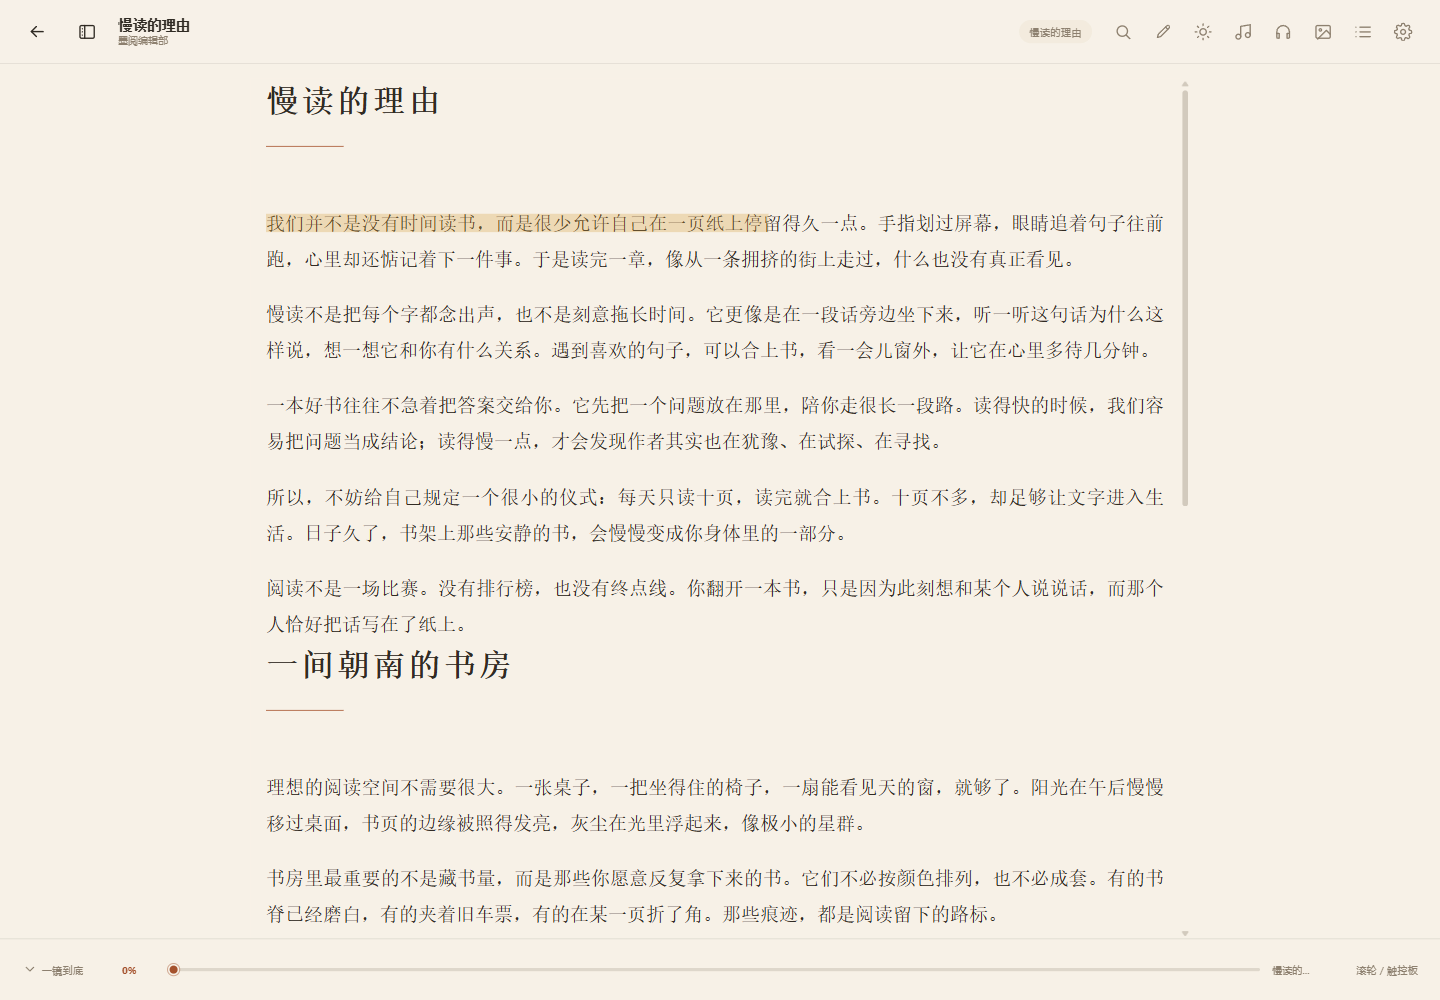 慢读的理由
墨阅编辑部
慢读的理由
慢读的理由
我们并不是没有时间读书，而是很少允许自己在一页纸上停留得久一点。手指划过屏幕，眼睛追着句子往前
跑，心里却还惦记着下一件事。于是读完一章，像从一条拥挤的街上走过，什么也没有真正看见。
慢读不是把每个字都念出声，也不是刻意拖长时间。它更像是在一段话旁边坐下来，听一听这句话为什么这
样说，想一想它和你有什么关系。遇到喜欢的句子，可以合上书，看一会儿窗外，让它在心里多待几分钟。
一本好书往往不急着把答案交给你。它先把一个问题放在那里，陪你走很长一段路。读得快的时候，我们容
易把问题当成结论；读得慢一点，才会发现作者其实也在犹豫、在试探、在寻找。
所以，不妨给自己规定一个很小的仪式：每天只读十页，读完就合上书。十页不多，却足够让文字进入生
活。日子久了，书架上那些安静的书，会慢慢变成你身体里的一部分。
阅读不是一场比赛。没有排行榜，也没有终点线。你翻开一本书，只是因为此刻想和某个人说说话，而那个
人恰好把话写在了纸上。
一间朝南的书房
理想的阅读空间不需要很大。一张桌子，一把坐得住的椅子，一扇能看见天的窗，就够了。阳光在午后慢慢
移过桌面，书页的边缘被照得发亮，灰尘在光里浮起来，像极小的星群。
书房里最重要的不是藏书量，而是那些你愿意反复拿下来的书。它们不必按颜色排列，也不必成套。有的书
脊已经磨白，有的夹着旧车票，有的在某一页折了角。那些痕迹，都是阅读留下的路标。
一镜到底
0%
慢读的...
滚轮 / 触控板